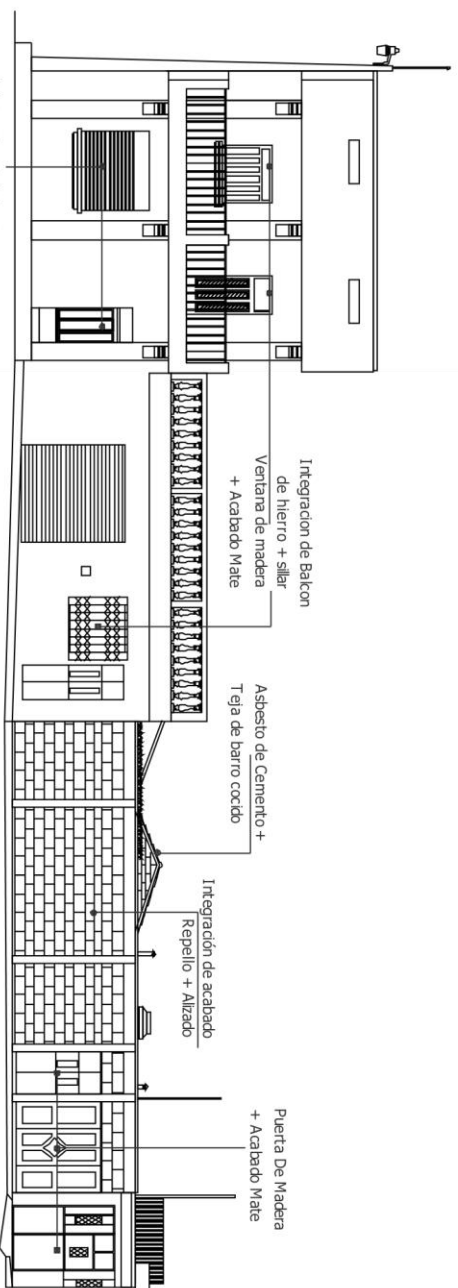 Integracion de Balcon
de hierro + sillar
Ventana de madera
+ Acabado Mate
Asbesto de Cemento +
Teja de barro cocido
Integración de acabado
Repello + Alizado
Puerta De Madera
+ Acabado Mate